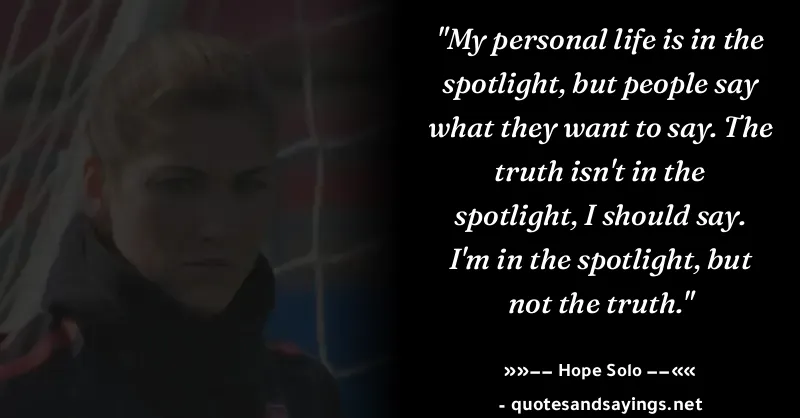 "My personal life is in the
spotlight, but people say
what they want to say. The
truth isn't in the
spotlight, I should say.
I'm in the spotlight, but
not the truth."
»»−− Hope Solo −−««
- quotesandsayings.net